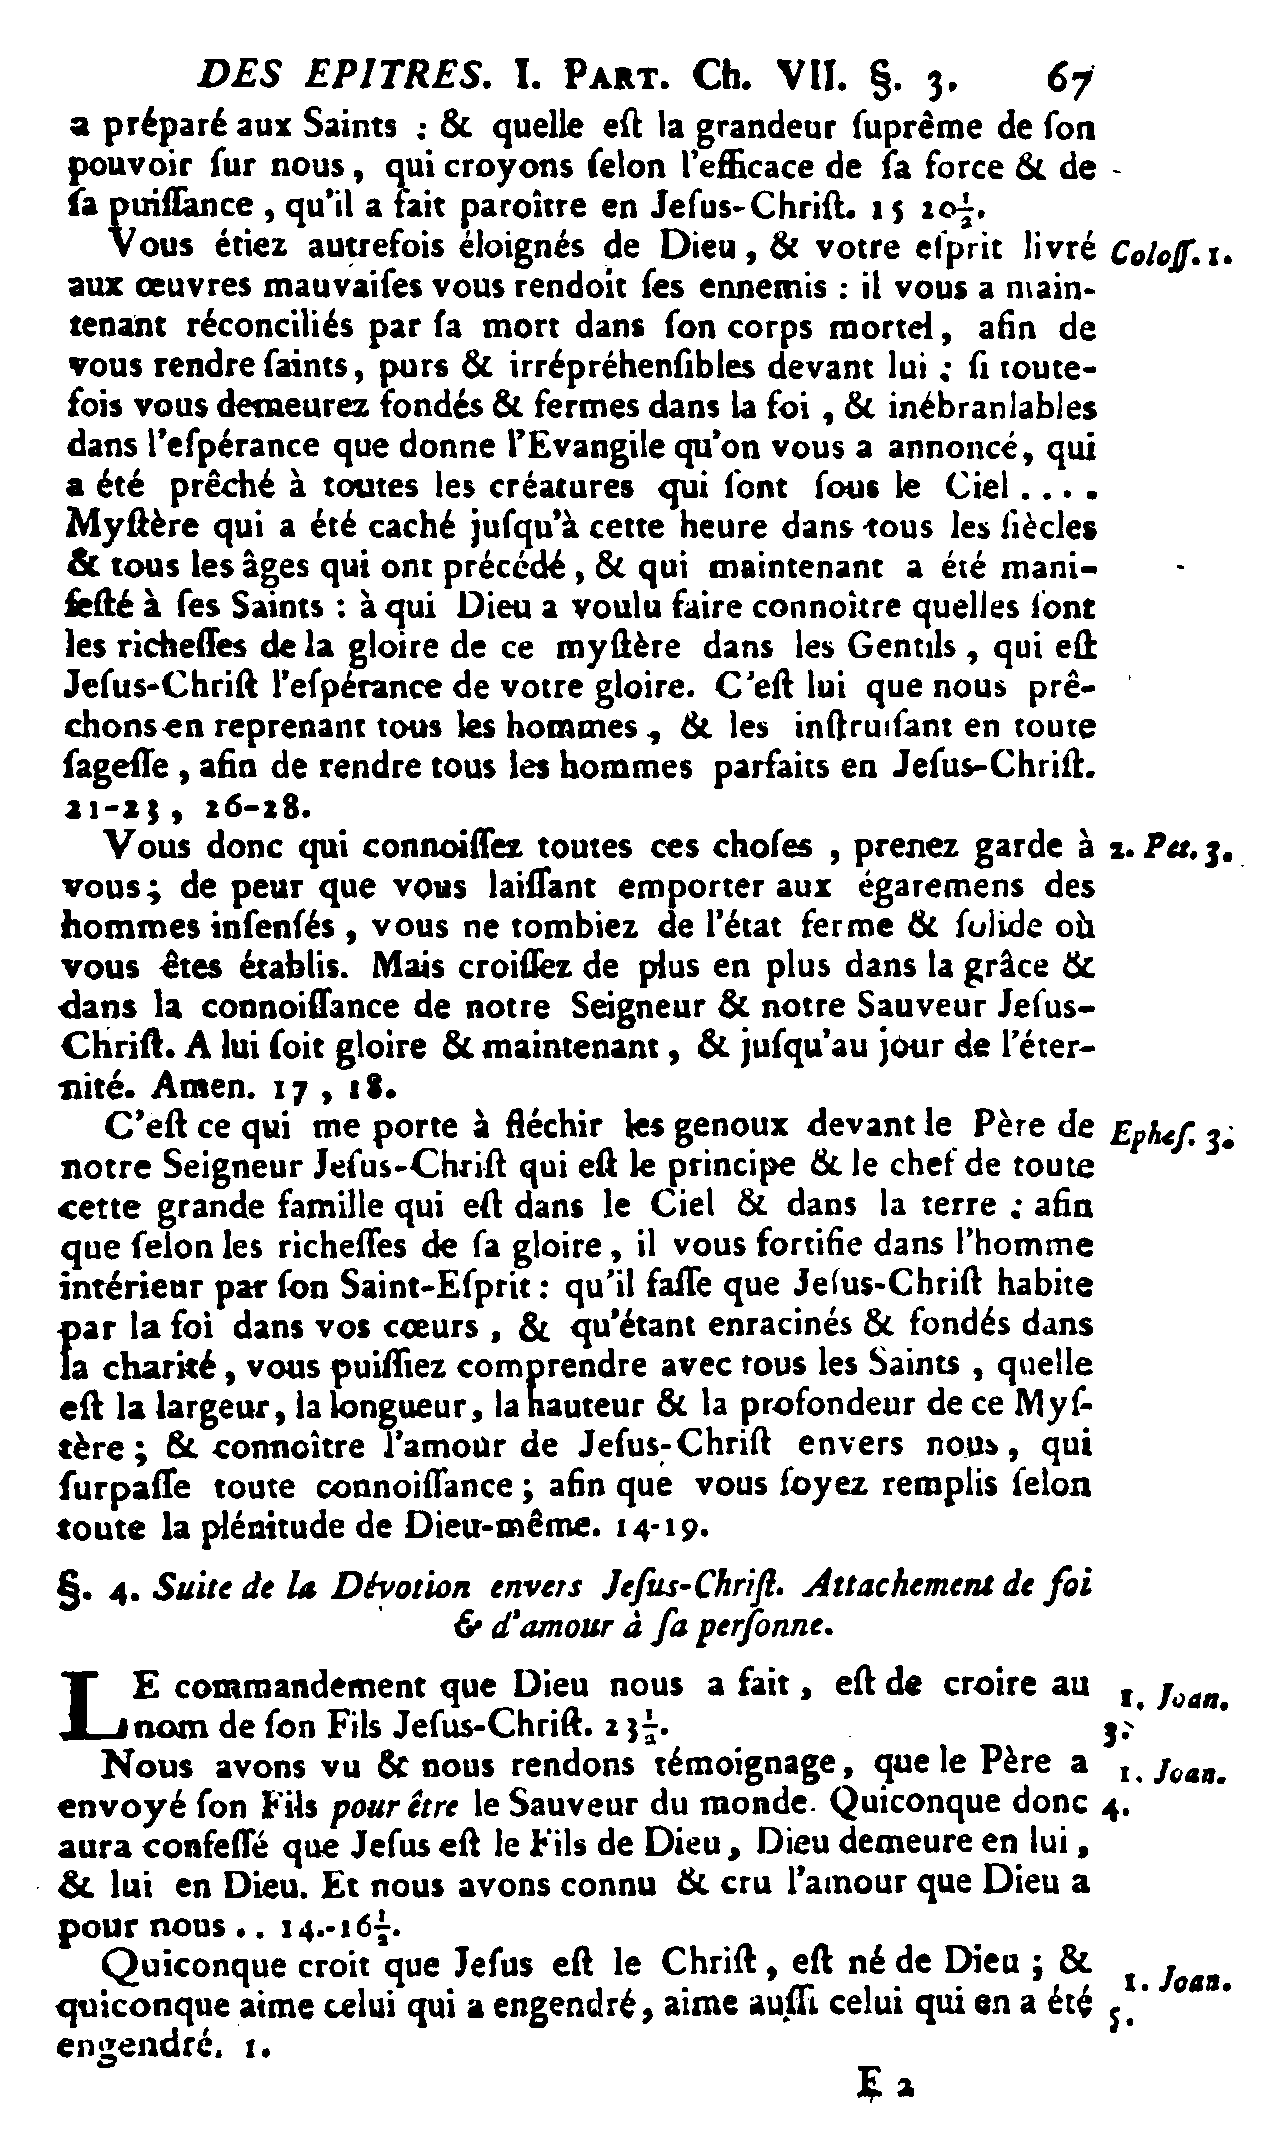 DES EPITRES. I. PART. Ch. VII. §. 3. 67
a préparé aux Saints : & quelle eſt la grandeur ſuprême de ſon
pouvoir ſur nous, qui croyons ſelon l'efficace de ſa force & de
ſa puiſſance, qu'il a fait paroître en Jeſus-Chriſt. 15 20½.
Vous étiez autrefois éloignés de Dieu, & votre eſprit livré Coloſſ. 1.
aux œuvres mauvaiſes vous rendoit ſes ennemis : il vous a main-
tenant réconciliés par ſa mort dans ſon corps mortel, afin de
vous rendre ſaints, purs & irrépréhenſibles devant lui ; ſi toute-
fois vous demeurez fondés & fermes dans la foi, & inébranlables
dans l'eſpérance que donne l'Evangile qu'on vous a annoncé, qui
a été prêché à toutes les créatures qui ſont ſous le Ciel....
Myſtère qui a été caché juſqu'à cette heure dans tous les ſiècles
& tous les âges qui ont précédé, & qui maintenant a été mani-
feſté à ſes Saints : à qui Dieu a voulu faire connoître quelles ſont
les richeſſes de la gloire de ce myſtère dans les Gentils, qui eſt
Jeſus-Chriſt l'eſpérance de votre gloire. C'eſt lui que nous prê-
chons en reprenant tous les hommes, & les inſtruiſant en toute
ſageſſe, afin de rendre tous les hommes parfaits en Jeſus-Chriſt.
21-23, 26-28.
Vous donc qui connoiſſez toutes ces choſes, prenez garde à 2. Pet. 3.
vous; de peur que vous laiſſant emporter aux égaremens des
hommes inſenſés, vous ne tombiez de l'état ferme & ſolide où
vous êtes établis. Mais croiſſez de plus en plus dans la grâce &
dans la connoiſſance de notre Seigneur & notre Sauveur Jeſus-
Chriſt. A lui ſoit gloire & maintenant, & juſqu'au jour de l'éter-
nité. Amen. 17, 18.
C'eſt ce qui me porte à fléchir les genoux devant le Père de Epheſ. 3.
notre Seigneur Jeſus-Chriſt qui eſt le principe & le chef de toute
cette grande famille qui eſt dans le Ciel & dans la terre ; afin
que ſelon les richeſſes de ſa gloire, il vous fortifie dans l'homme
intérieur par ſon Saint-Eſprit : qu'il faſſe que Jeſus-Chriſt habite
par la foi dans vos cœurs, & qu'étant enracinés & fondés dans
la charité, vous puiſſiez comprendre avec tous les Saints, quelle
eſt la largeur, la longueur, la hauteur & la profondeur de ce Myſ-
tère ; & connoître l'amour de Jeſus-Chriſt envers nous, qui
ſurpaſſe toute connoiſſance ; afin que vous ſoyez remplis ſelon
toute la plénitude de Dieu-même. 14-19.
§. 4. Suite de la Dévotion envers Jeſus-Chriſt. Attachement de foi
& d'amour à ſa perſonne.
LE commandement que Dieu nous a fait, eſt de croire au 1. Joan.
nom de ſon Fils Jeſus-Chriſt. 23½. 3.
Nous avons vu & nous rendons témoignage, que le Père a 1. Joan.
envoyé ſon Fils pour être le Sauveur du monde. Quiconque donc 4.
aura confeſſé que Jeſus eſt le Fils de Dieu, Dieu demeure en lui,
& lui en Dieu. Et nous avons connu & cru l'amour que Dieu a
pour nous.. 14.-16½.
Quiconque croit que Jeſus eſt le Chriſt, eſt né de Dieu ; & 1. Joan.
quiconque aime celui qui a engendré, aime auſſi celui qui en a été 5.
engendré. 1.
E 2